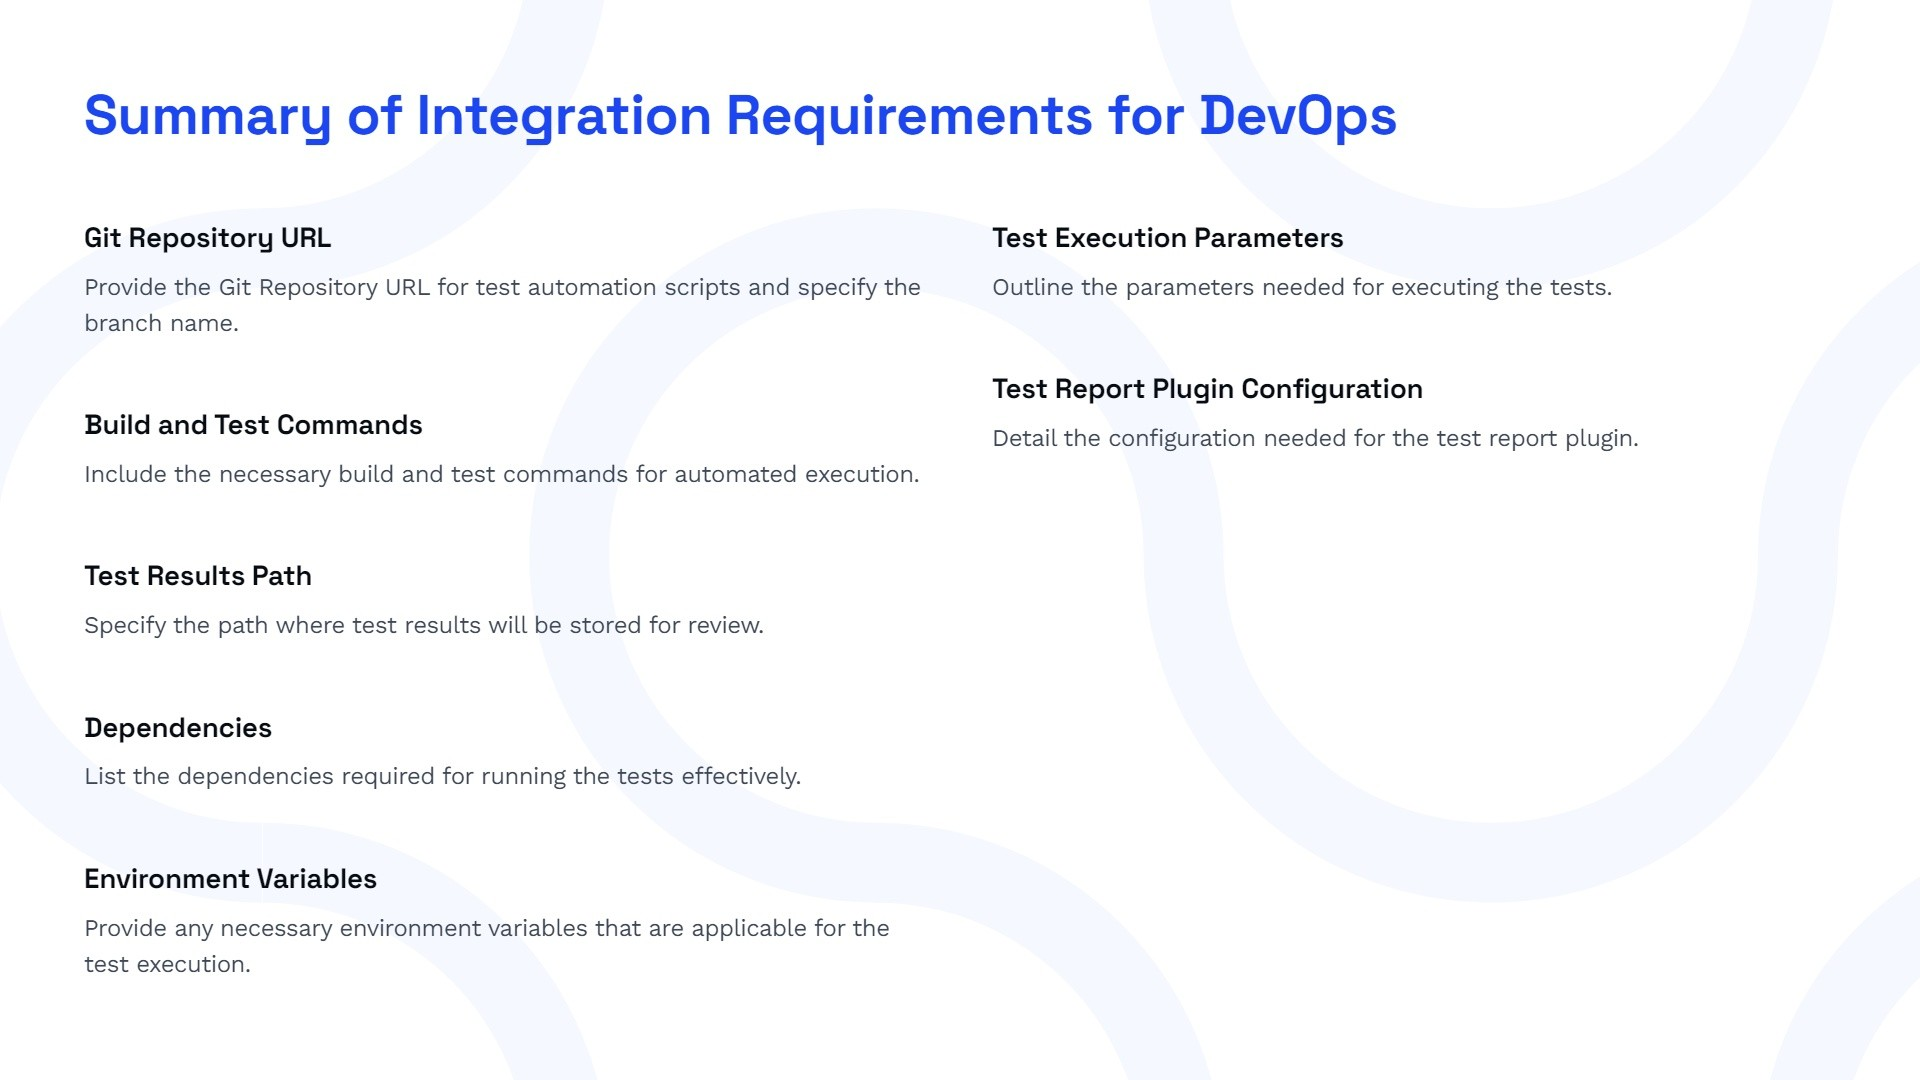 Summary of Integration Requirements for DevOps
Git Repository URL
Provide the Git Repository URL for test automation scripts and specify the
branch name.
Build and Test Commands
Include the necessary build and test commands for automated execution.
Test Results Path
Specify the path where test results will be stored for review.
Dependencies
List the dependencies required for running the tests effectively.
Environment Variables
Provide any necessary environment variables that are applicable for the
test execution.
Test Execution Parameters
Outline the parameters needed for executing the tests.
Test Report Plugin Configuration
Detail the configuration needed for the test report plugin.